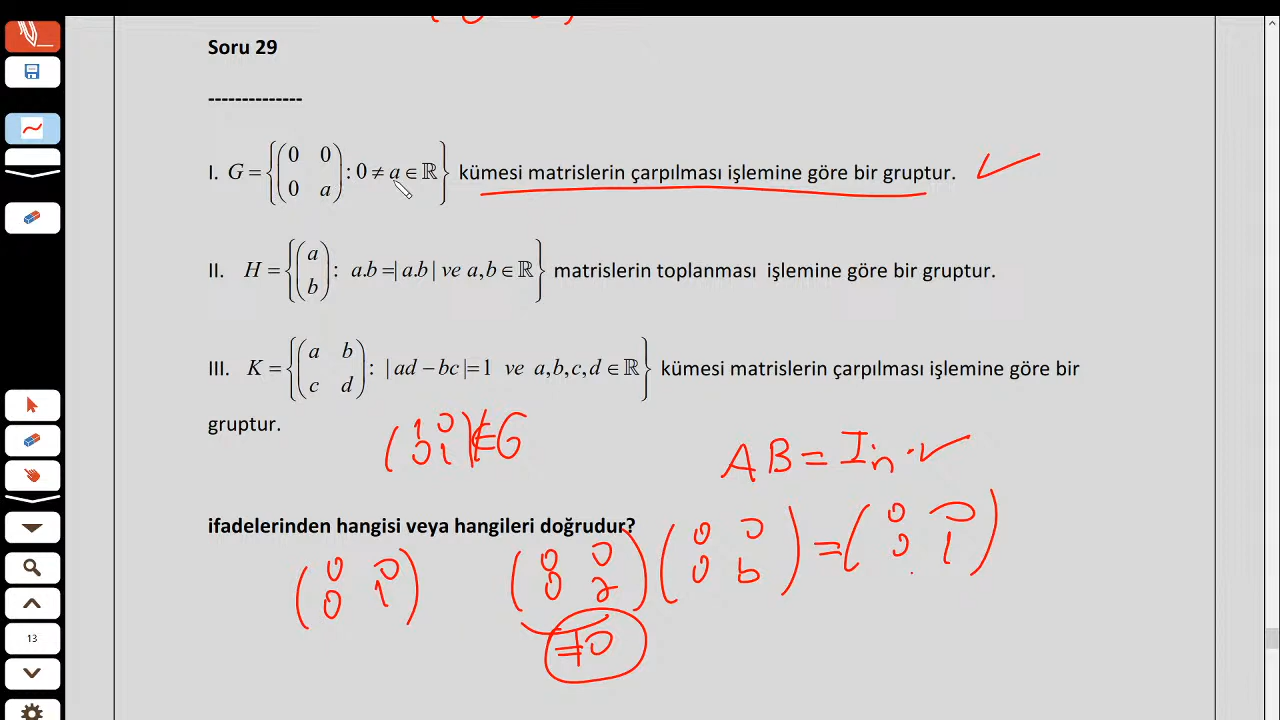 Soru 29
--------------
I. G = { ( 0 0 ; 0 a ) : 0 ≠ a ∈ ℝ } kümesi matrislerin çarpılması işlemine göre bir gruptur.
II. H = { ( a ; b ) : a.b = | a.b | ve a, b ∈ ℝ } matrislerin toplanması işlemine göre bir gruptur.
III. K = { ( a b ; c d ) : | ad − bc | = 1 ve a, b, c, d ∈ ℝ } kümesi matrislerin çarpılması işlemine göre bir
gruptur.
( 1 0 ; 0 1 ) ∉ G
AB = In ✓
ifadelerinden hangisi veya hangileri doğrudur?
( 0 0 ; 0 1 ) ( 0 0 ; 0 a ) ( 0 0 ; 0 b ) = ( 0 0 ; 0 1 )
≠ 0
13